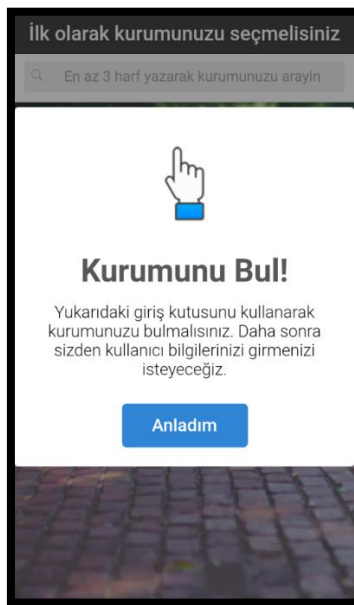 İlk olarak kurumunuzu seçmelisiniz
En az 3 harf yazarak kurumunuzu arayin
Kurumunu Bul!
Yukarıdaki giriş kutusunu kullanarak
kurumunuzu bulmalısınız. Daha sonra
sizden kullanıcı bilgilerinizi girmenizi
isteyeceğiz.
Anladım